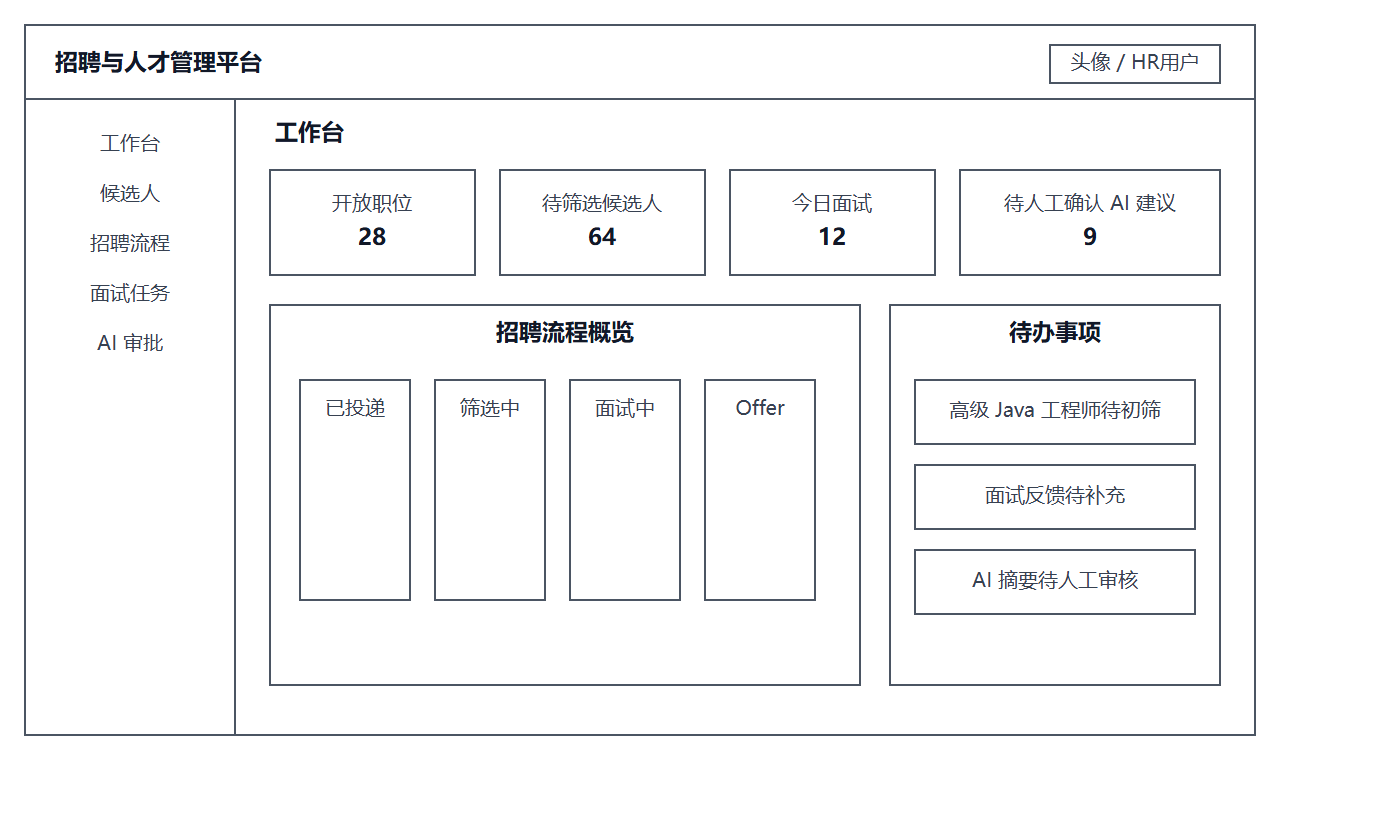 招聘与人才管理平台
头像 / HR用户
工作台
候选人
招聘流程
面试任务
AI 审批
工作台
开放职位
28
待筛选候选人
64
今日面试
12
待人工确认 AI 建议
9
招聘流程概览
已投递
筛选中
面试中
Offer
待办事项
高级 Java 工程师待初筛
面试反馈待补充
AI 摘要待人工审核